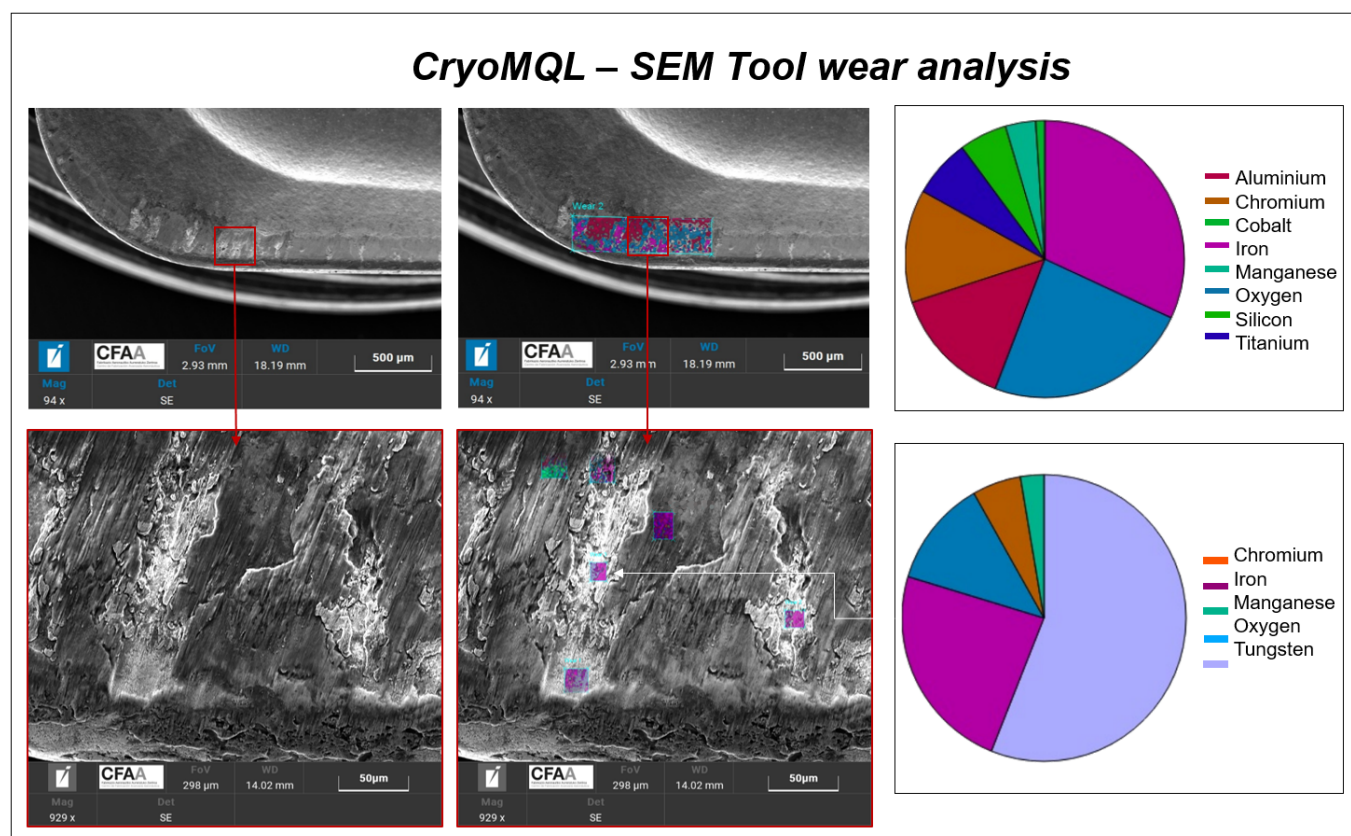 CryoMQL – SEM Tool wear analysis
Wear 2
CFAA
FoV
WD
2.93 mm
18.19 mm
500 µm
Mag
Det
94 x
SE
CFAA
FoV
WD
2.93 mm
18.19 mm
500 µm
Mag
Det
94 x
SE
Aluminium
Chromium
Cobalt
Iron
Manganese
Oxygen
Silicon
Titanium
CFAA
FoV
WD
298 µm
14.02 mm
50µm
Mag
Det
929 x
SE
CFAA
FoV
WD
298 µm
14.02 mm
50µm
Mag
Det
929 x
SE
Chromium
Iron
Manganese
Oxygen
Tungsten